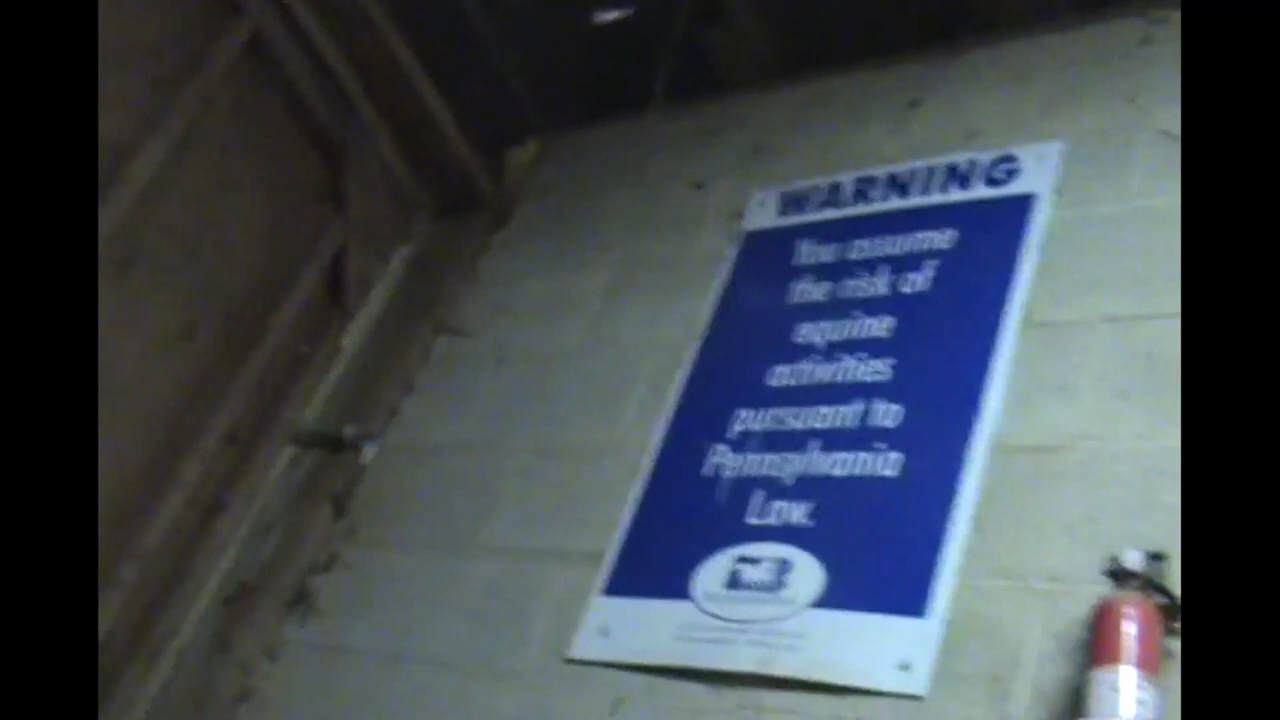 WARNING
You assume
the risk of
equine
activities
pursuant to
Pennsylvania
Law.